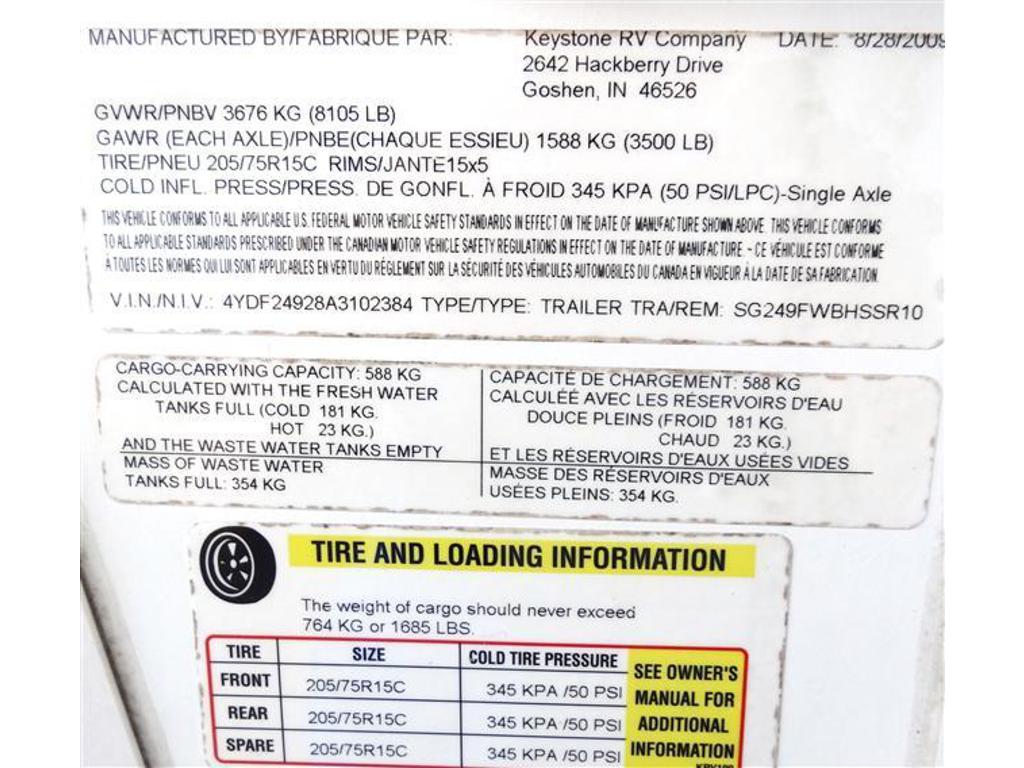 MANUFACTURED BY/FABRIQUE PAR: Keystone RV Company DATE: 8/28/2009
2642 Hackberry Drive
Goshen, IN 46526
GVWR/PNBV 3676 KG (8105 LB)
GAWR (EACH AXLE)/PNBE(CHAQUE ESSIEU) 1588 KG (3500 LB)
TIRE/PNEU 205/75R15C RIMS/JANTE15x5
COLD INFL. PRESS/PRESS. DE GONFL. À FROID 345 KPA (50 PSI/LPC)-Single Axle
THIS VEHICLE CONFORMS TO ALL APPLICABLE U.S. FEDERAL MOTOR VEHICLE SAFETY STANDARDS IN EFFECT ON THE DATE OF MANUFACTURE SHOWN ABOVE. THIS VEHICLE CONFORMS
TO ALL APPLICABLE STANDARDS PRESCRIBED UNDER THE CANADIAN MOTOR VEHICLE SAFETY REGULATIONS IN EFFECT ON THE DATE OF MANUFACTURE. - CE VÉHICULE EST CONFORME
À TOUTES LES NORMES QUI LUI SONT APPLICABLES EN VERTU DU RÉGLEMENT SUR LA SÉCURITÉ DES VÉHICULES AUTOMOBILES DU CANADA EN VIGUEUR À LA DATE DE SA FABRICATION.
V.I.N./N.I.V.: 4YDF24928A3102384 TYPE/TYPE: TRAILER TRA/REM: SG249FWBHSSR10
CARGO-CARRYING CAPACITY: 588 KG
CALCULATED WITH THE FRESH WATER
TANKS FULL (COLD 181 KG.
HOT 23 KG.)
AND THE WASTE WATER TANKS EMPTY
MASS OF WASTE WATER
TANKS FULL: 354 KG
CAPACITÉ DE CHARGEMENT: 588 KG
CALCULÉE AVEC LES RÉSERVOIRS D'EAU
DOUCE PLEINS (FROID 181 KG.
CHAUD 23 KG.)
ET LES RÉSERVOIRS D'EAUX USÉES VIDES
MASSE DES RÉSERVOIRS D'EAUX
USÉES PLEINS: 354 KG.
TIRE AND LOADING INFORMATION
The weight of cargo should never exceed
764 KG or 1685 LBS.
TIRE SIZE COLD TIRE PRESSURE
FRONT 205/75R15C 345 KPA /50 PSI
REAR 205/75R15C 345 KPA /50 PSI
SPARE 205/75R15C 345 KPA /50 PSI
SEE OWNER'S
MANUAL FOR
ADDITIONAL
INFORMATION